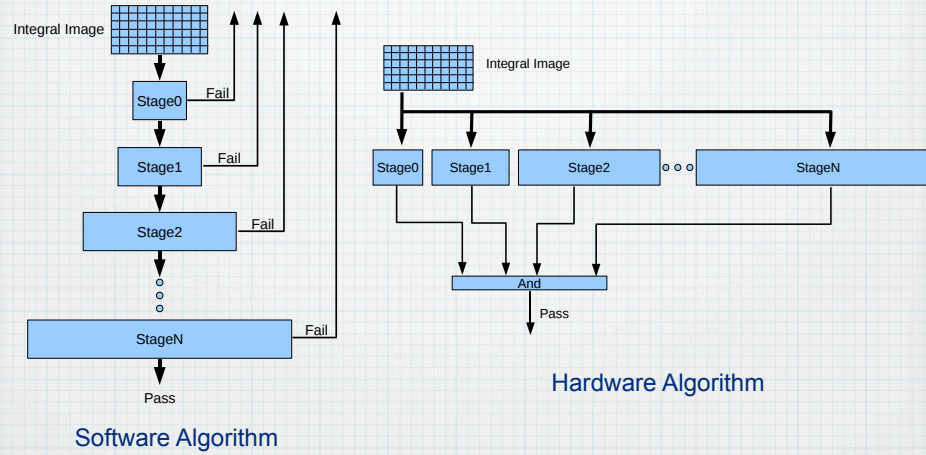 Integral Image
Stage0
Fail
Stage1
Fail
Stage2
Fail
StageN
Fail
Pass
Software Algorithm
Integral Image
Stage0
Stage1
Stage2
StageN
And
Pass
Hardware Algorithm